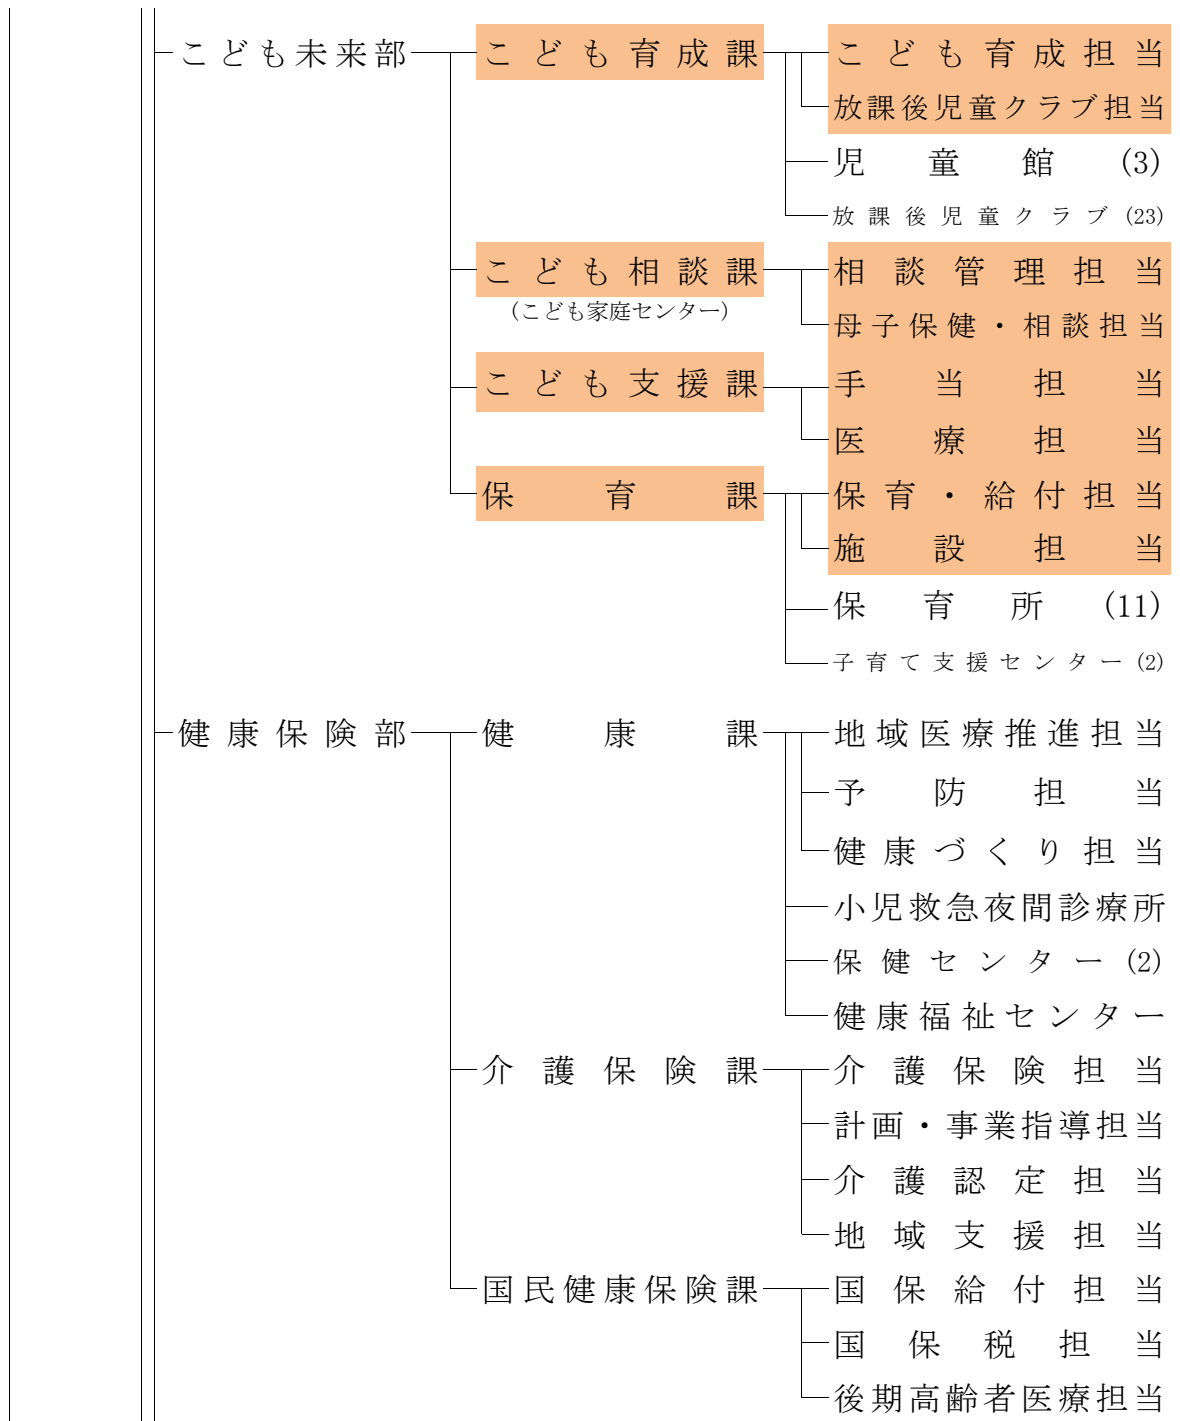 こども未来部 こども育成課 こども育成担当
放課後児童クラブ担当
児童館(3)
放課後児童クラブ(23)
こども相談課 相談管理担当
(こども家庭センター)
母子保健・相談担当
こども支援課 手当担当
医療担当
保育課 保育・給付担当
施設担当
保育所(11)
子育て支援センター(2)
健康保険部 健康課 地域医療推進担当
予防担当
健康づくり担当
小児救急夜間診療所
保健センター(2)
健康福祉センター
介護保険課 介護保険担当
計画・事業指導担当
介護認定担当
地域支援担当
国民健康保険課 国保給付担当
国保税担当
後期高齢者医療担当